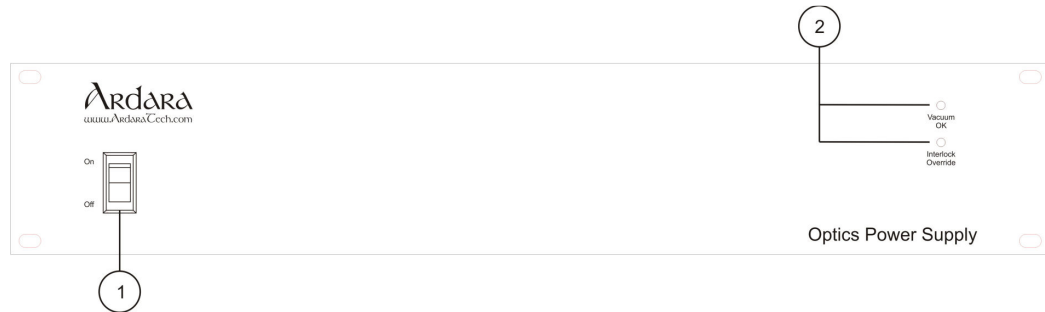 2
Ardara
www.ArdaraTech.com
Vacuum
OK
On
Interlock
Override
Off
Optics Power Supply
1